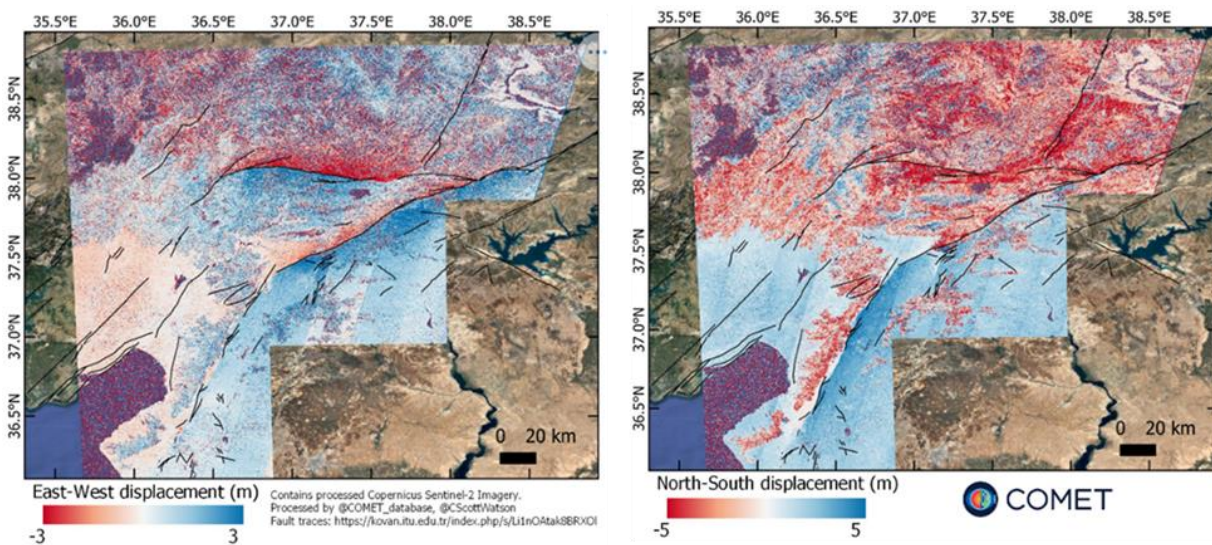 35.5°E 36.0°E 36.5°E 37.0°E 37.5°E 38.0°E 38.5°E
38.5°N
38.0°N
37.5°N
37.0°N
36.5°N
0 20 km
East-West displacement (m)
-3 3
Contains processed Copernicus Sentinel-2 Imagery.
Processed by @COMET_database, @CScottWatson
Fault traces: https://kovan.itu.edu.tr/index.php/s/Li1nOAtak8BRXOl
35.5°E 36.0°E 36.5°E 37.0°E 37.5°E 38.0°E 38.5°E
38.5°N
38.0°N
37.5°N
37.0°N
36.5°N
0 20 km
North-South displacement (m)
-5 5
COMET